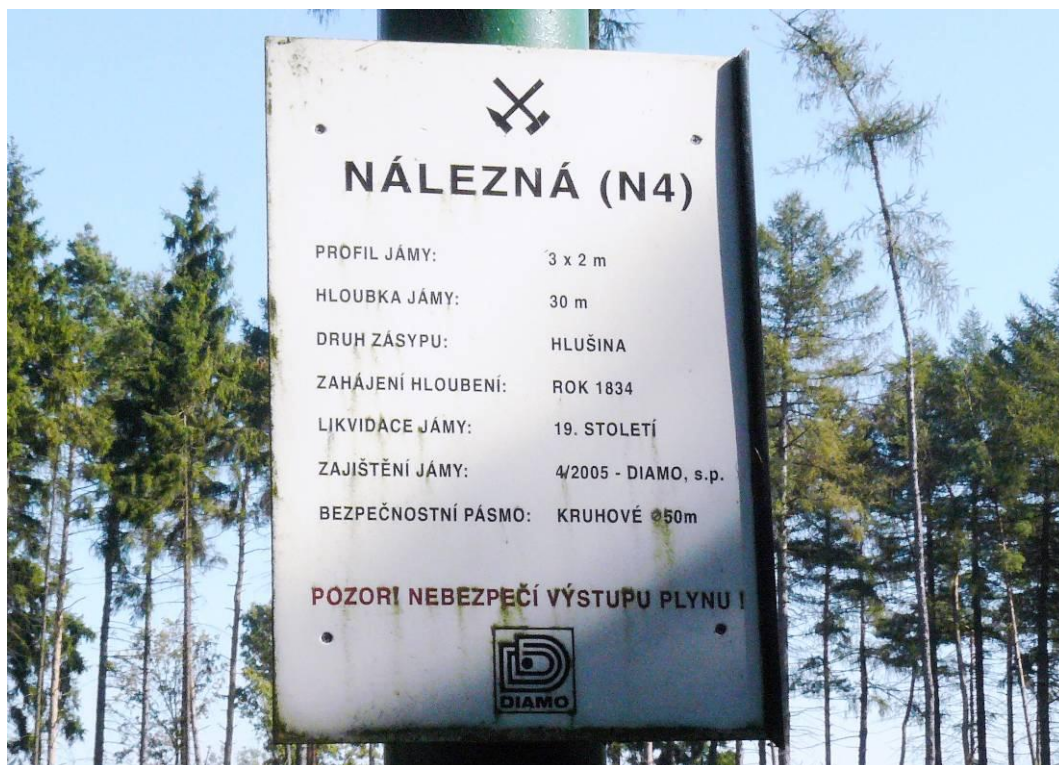 NÁLEZNÁ (N4)
PROFIL JÁMY: 3 x 2 m
HLOUBKA JÁMY: 30 m
DRUH ZÁSYPU: HLUŠINA
ZAHÁJENÍ HLOUBENÍ: ROK 1834
LIKVIDACE JÁMY: 19. STOLETÍ
ZAJIŠTĚNÍ JÁMY: 4/2005 - DIAMO, s.p.
BEZPEČNOSTNÍ PÁSMO: KRUHOVÉ ⌀50m
POZOR! NEBEZPEČÍ VÝSTUPU PLYNU !
DIAMO